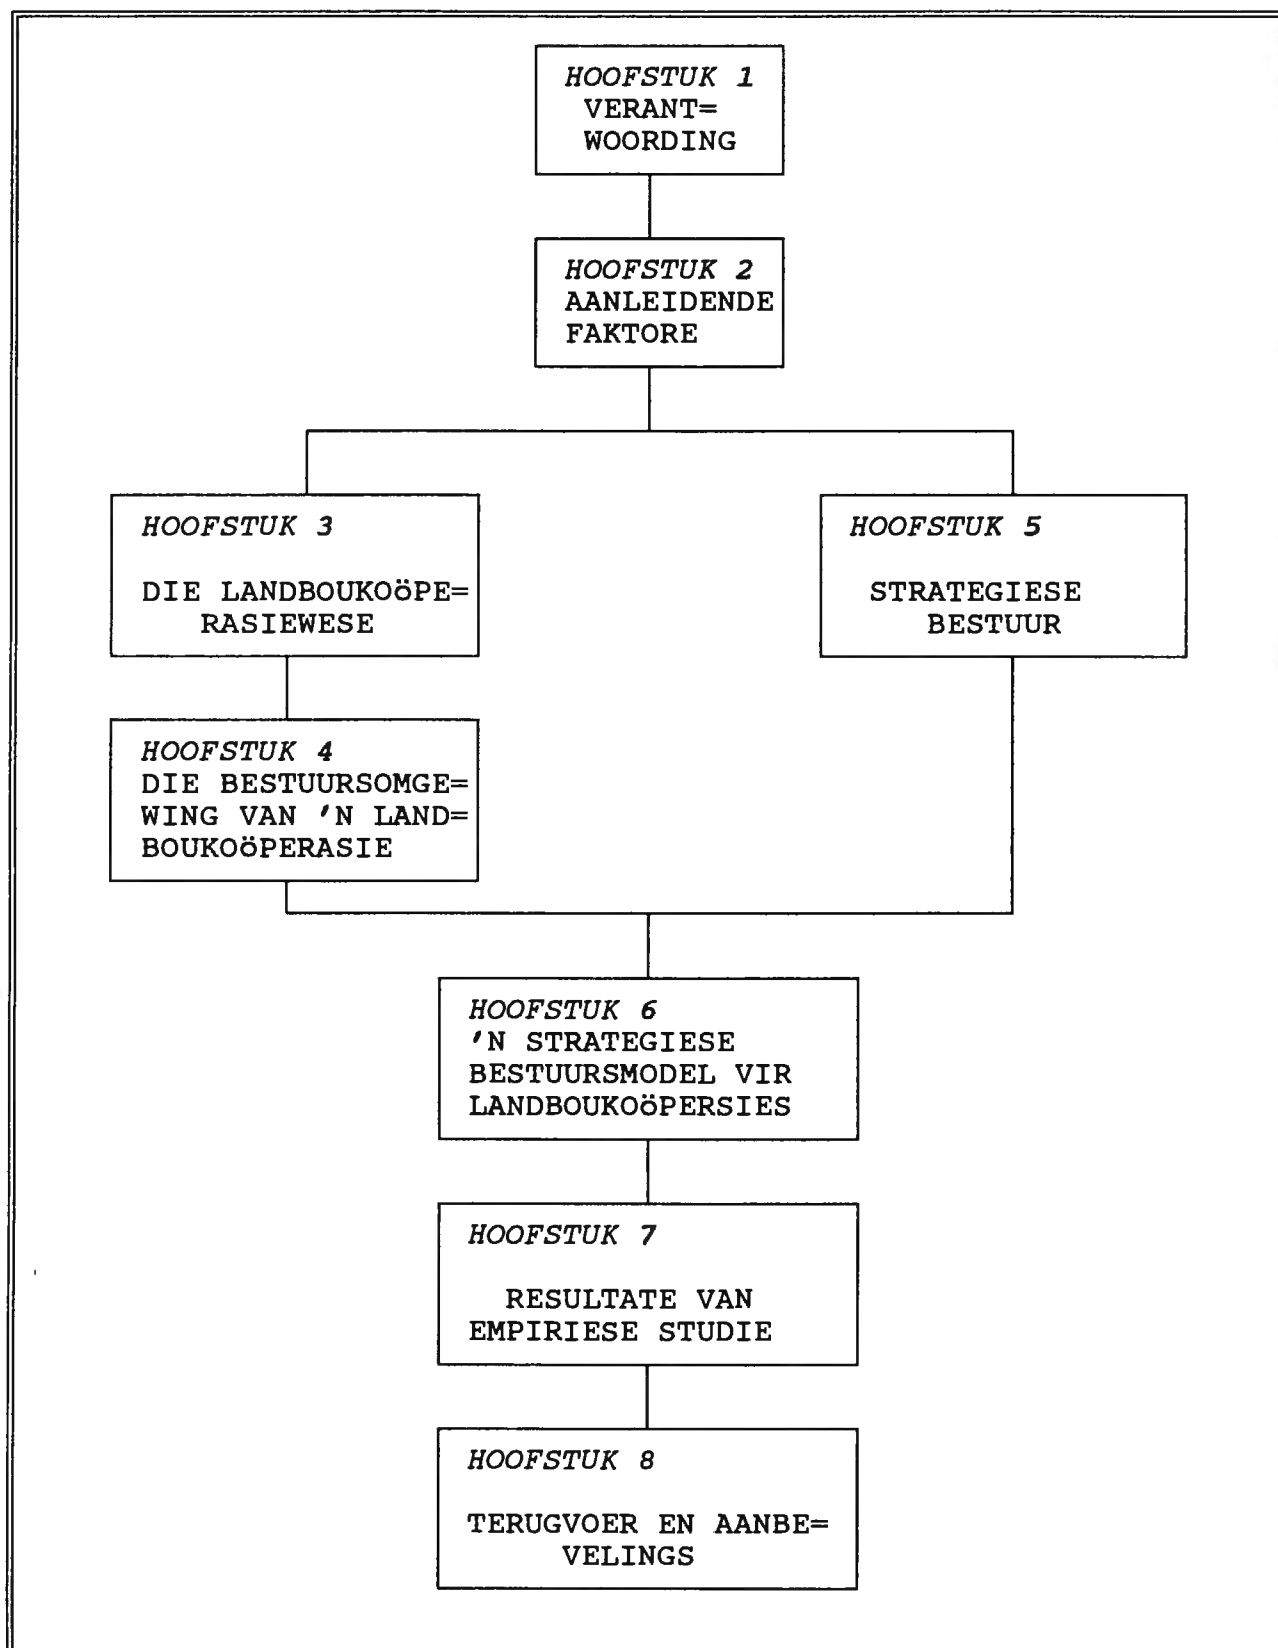 HOOFSTUK 1
VERANT=
WOORDING
HOOFSTUK 2
AANLEIDENDE
FAKTORE
HOOFSTUK 3
DIE LANDBOUKOöPE=
RASIEWESE
HOOFSTUK 4
DIE BESTUURSOMGE=
WING VAN 'N LAND=
BOUKOöPERASIE
HOOFSTUK 5
STRATEGIESE
BESTUUR
HOOFSTUK 6
'N STRATEGIESE
BESTUURSMODEL VIR
LANDBOUKOöPERSIES
HOOFSTUK 7
RESULTATE VAN
EMPIRIESE STUDIE
HOOFSTUK 8
TERUGVOER EN AANBE=
VELINGS